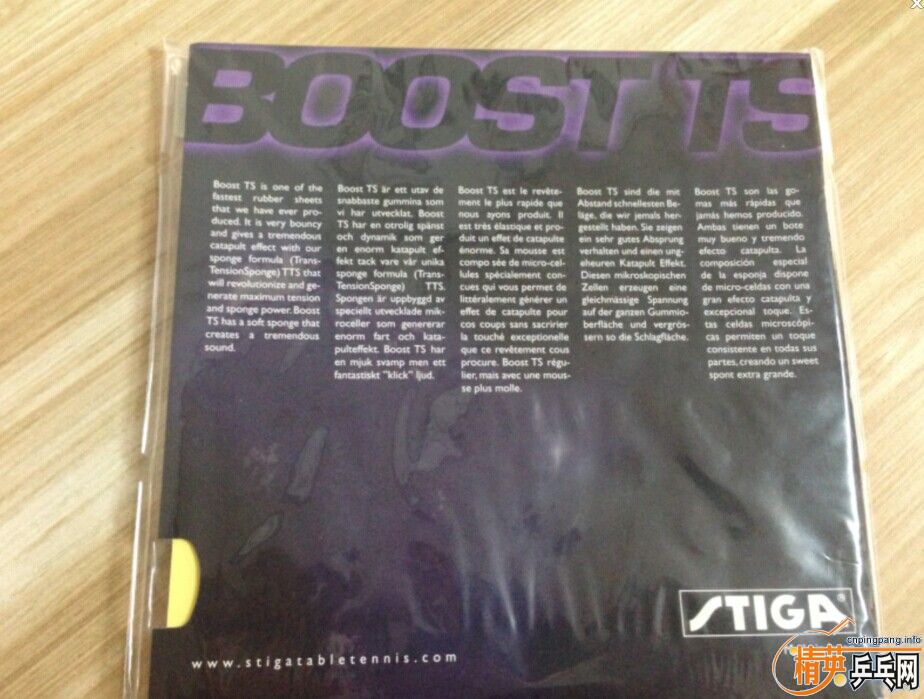 BOOST TS
Boost TS is one of the
fastest rubber sheets
that we have ever pro-
duced. It is very bouncy
and gives a tremendous
catapult effect with our
sponge formula (Trans-
TensionSponge) TTS that
will revolutionize and ge-
nerate maximum tension
and sponge power. Boost
TS has a soft sponge that
creates a tremendous
sound.
Boost TS är ett utav de
snabbaste gummina som
vi har utvecklat. Boost
TS har en otrolig spänst
och dynamik som ger
en enorm katapult ef-
fekt tack vare vår unika
sponge formula (Trans-
TensionSponge) TTS.
Spongen är uppbyggd av
speciellt utvecklade mik-
roceller som genererar
enorm fart och kata-
pulteffekt. Boost TS har
en mjuk svamp men ett
fantastiskt "klick" ljud.
Boost TS est le revête-
ment le plus rapide que
nous ayons produit. Il
est très élastique et pro-
duit un effet de catapulte
énorme. Sa mousse est
compo sée de micro-cel-
lules spécialement con-
cues qui vous permet de
littéralement générer un
effet de catapulte pour
cos coups sans sacririer
la touché exceptionelle
que ce revêtement cous
procure. Boost TS régu-
lier, mais avec une mous-
se plus molle.
Boost TS sind die mit
Abstand schnellesten Be-
läge, die wir jemals her-
gestellt haben. Sie zeigen
ein sehr gutes Absprung
verhalten und einen ung-
eheuren Katapult Effekt.
Diesen mikroskopischen
Zellen erzeugen eine
gleichmässige Spannung
auf der ganzen Gummio-
berfläche und vergrös-
sern so die Schlagfläche.
Boost TS son las go-
mas más rápidas que
jamás hemos producido.
Ambas tienen un bote
muy bueno y tremendo
efecto catapulta. La
composición especial
de la esponja dispone
de micro-celdas con una
gran efecto catapulta y
excepcional toque. Es-
tas celdas microscópi-
cas permiten un toque
consistente en todas sus
partes, creando un sweet
spont extra grande.
STIGA®
www.stigatabletennis.com
cnpingpang.info
精英乒乓网